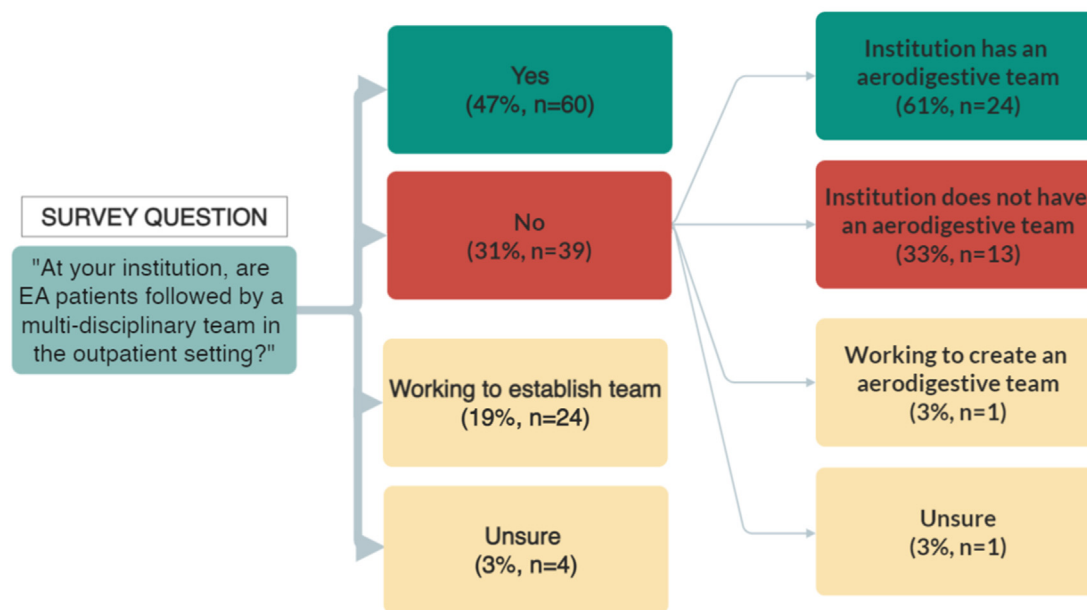 SURVEY QUESTION
"At your institution, are
EA patients followed by a
multi-disciplinary team in
the outpatient setting?"
Yes
(47%, n=60)
No
(31%, n=39)
Working to establish team
(19%, n=24)
Unsure
(3%, n=4)
Institution has an
aerodigestive team
(61%, n=24)
Institution does not have
an aerodigestive team
(33%, n=13)
Working to create an
aerodigestive team
(3%, n=1)
Unsure
(3%, n=1)